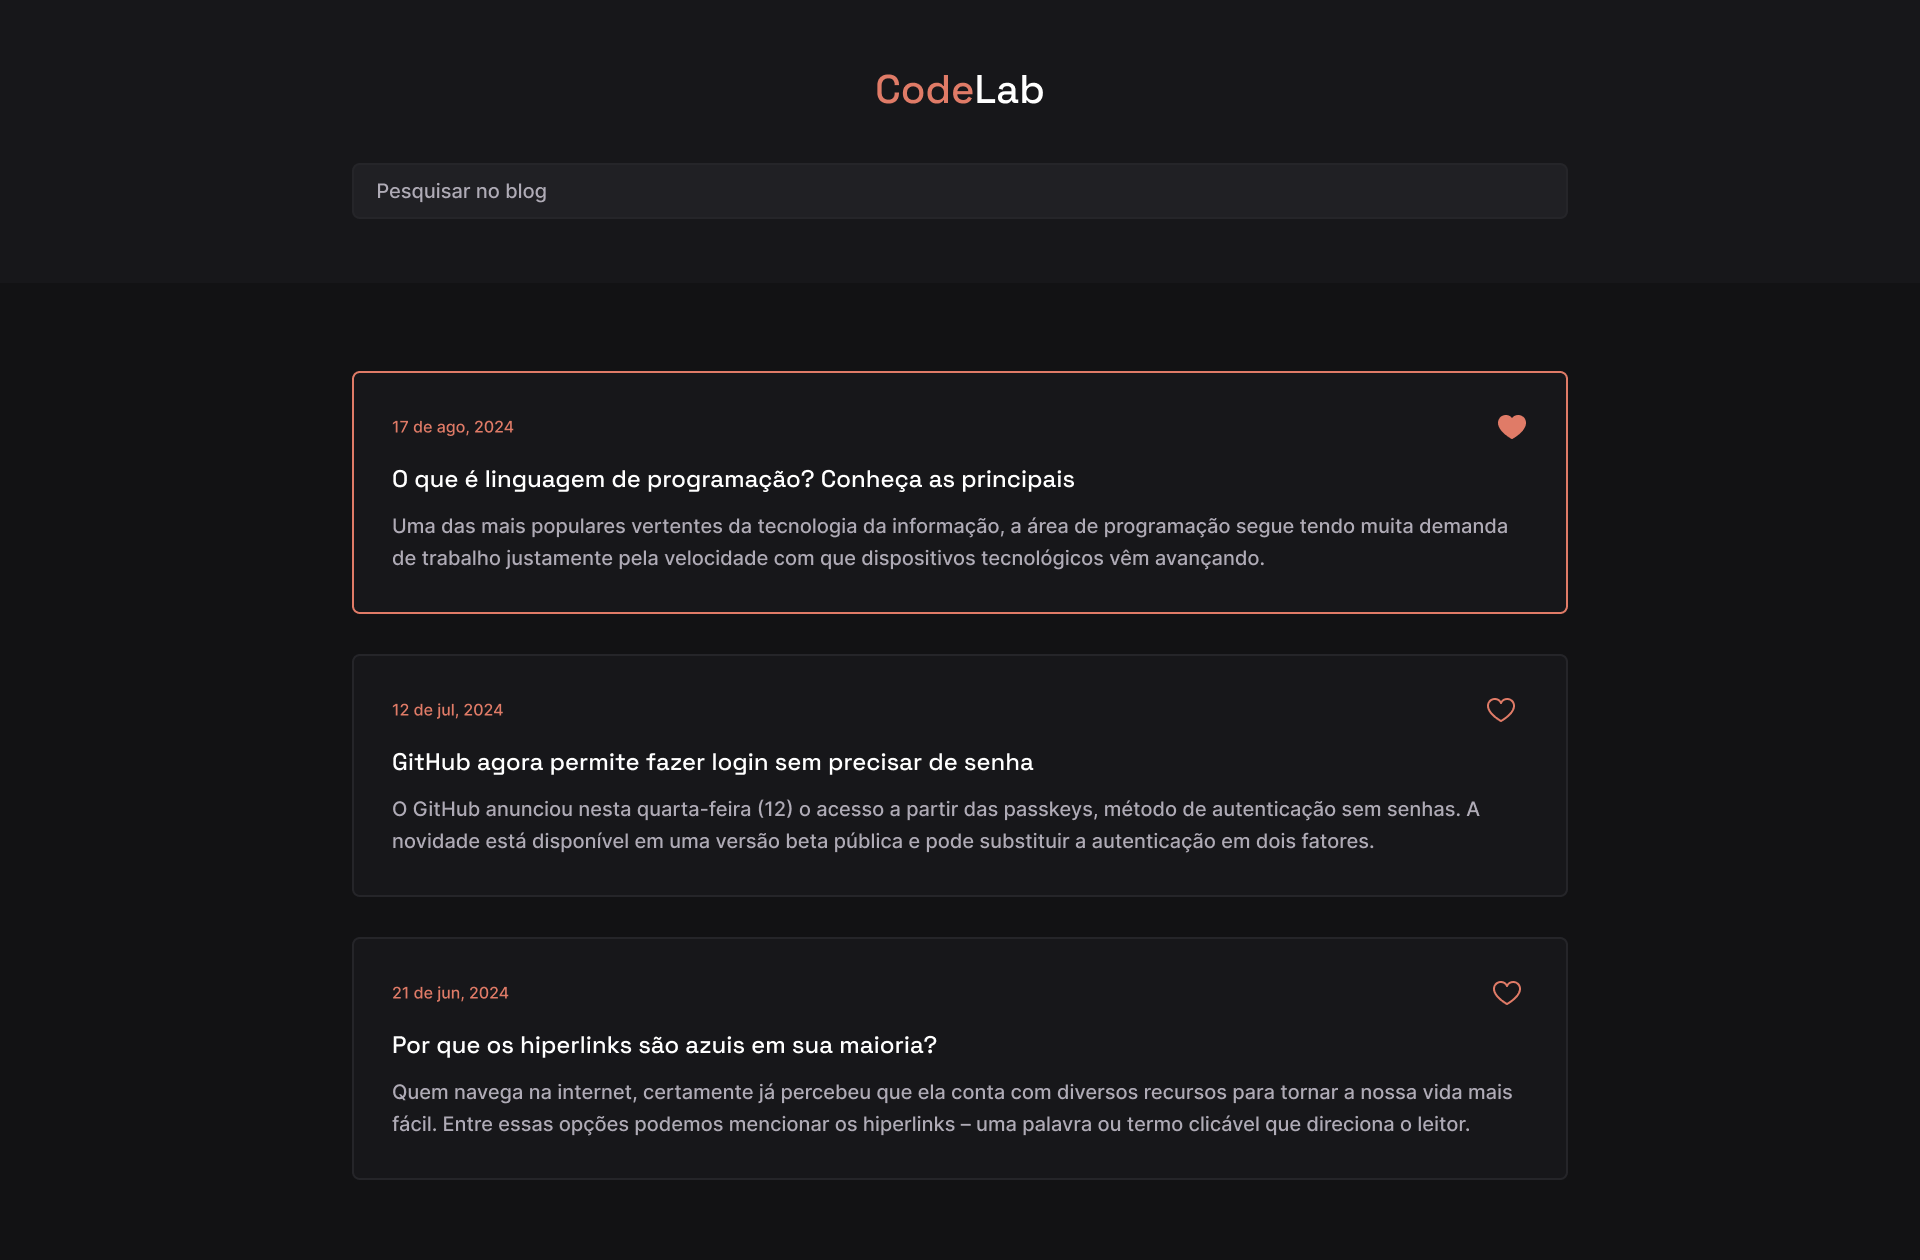 CodeLab
Pesquisar no blog
17 de ago, 2024
O que é linguagem de programação? Conheça as principais
Uma das mais populares vertentes da tecnologia da informação, a área de programação segue tendo muita demanda
de trabalho justamente pela velocidade com que dispositivos tecnológicos vêm avançando.
12 de jul, 2024
GitHub agora permite fazer login sem precisar de senha
O GitHub anunciou nesta quarta-feira (12) o acesso a partir das passkeys, método de autenticação sem senhas. A
novidade está disponível em uma versão beta pública e pode substituir a autenticação em dois fatores.
21 de jun, 2024
Por que os hiperlinks são azuis em sua maioria?
Quem navega na internet, certamente já percebeu que ela conta com diversos recursos para tornar a nossa vida mais
fácil. Entre essas opções podemos mencionar os hiperlinks – uma palavra ou termo clicável que direciona o leitor.